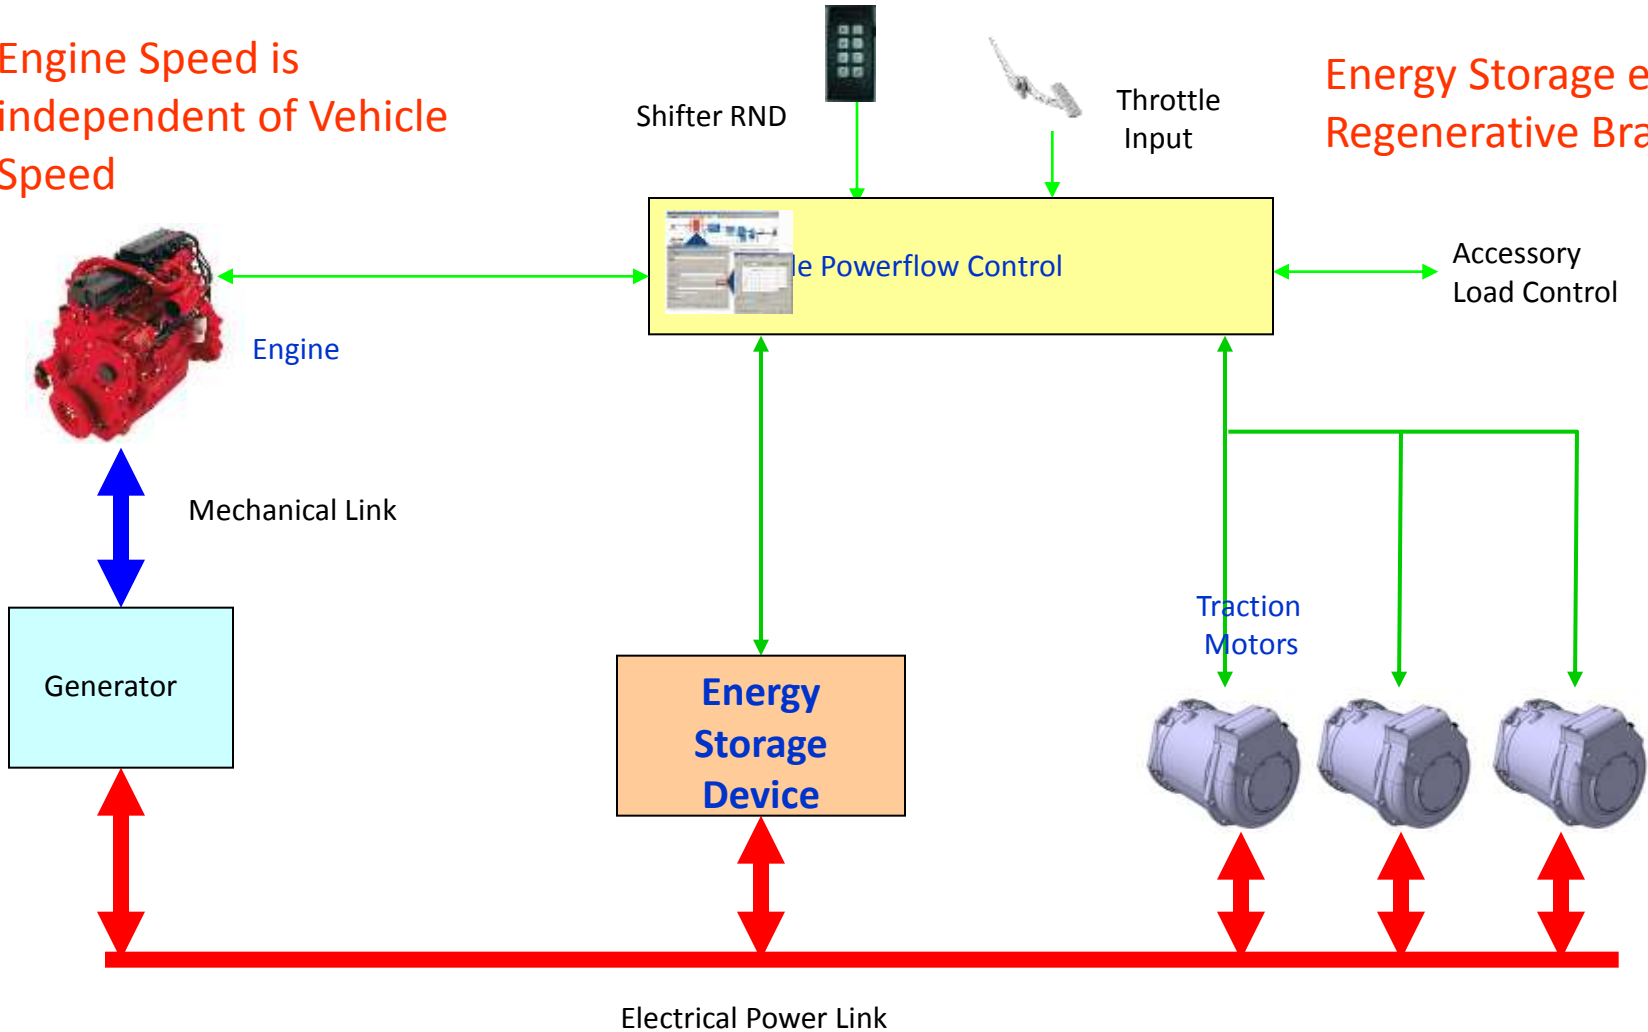 Engine Speed is
independent of Vehicle
Speed
Shifter RND
Throttle
Input
Energy Storage e
Regenerative Bra
le Powerflow Control
Accessory
Load Control
Engine
Mechanical Link
Traction
Motors
Generator
Energy
Storage
Device
Electrical Power Link